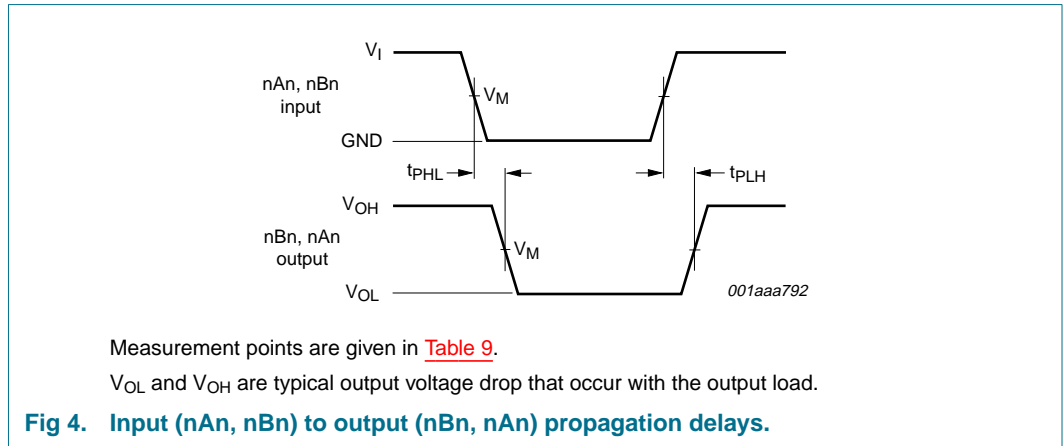 VI
nAn, nBn
input
VM
GND
tPHL
tPLH
VOH
nBn, nAn
output
VM
VOL
001aaa792
Measurement points are given in Table 9.
VOL and VOH are typical output voltage drop that occur with the output load.
Fig 4. Input (nAn, nBn) to output (nBn, nAn) propagation delays.